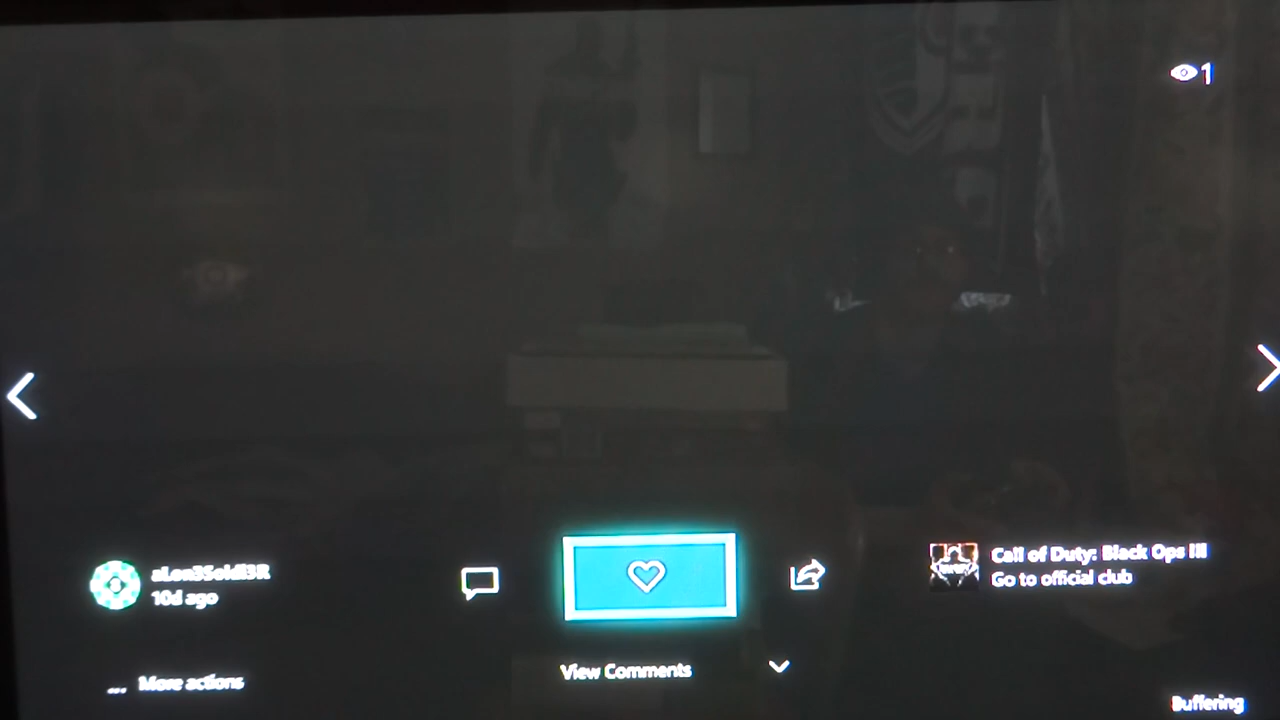 1
aLon3Soldi3R
10d ago
Call of Duty: Black Ops III
Go to official club
View Comments
... More actions
Buffering